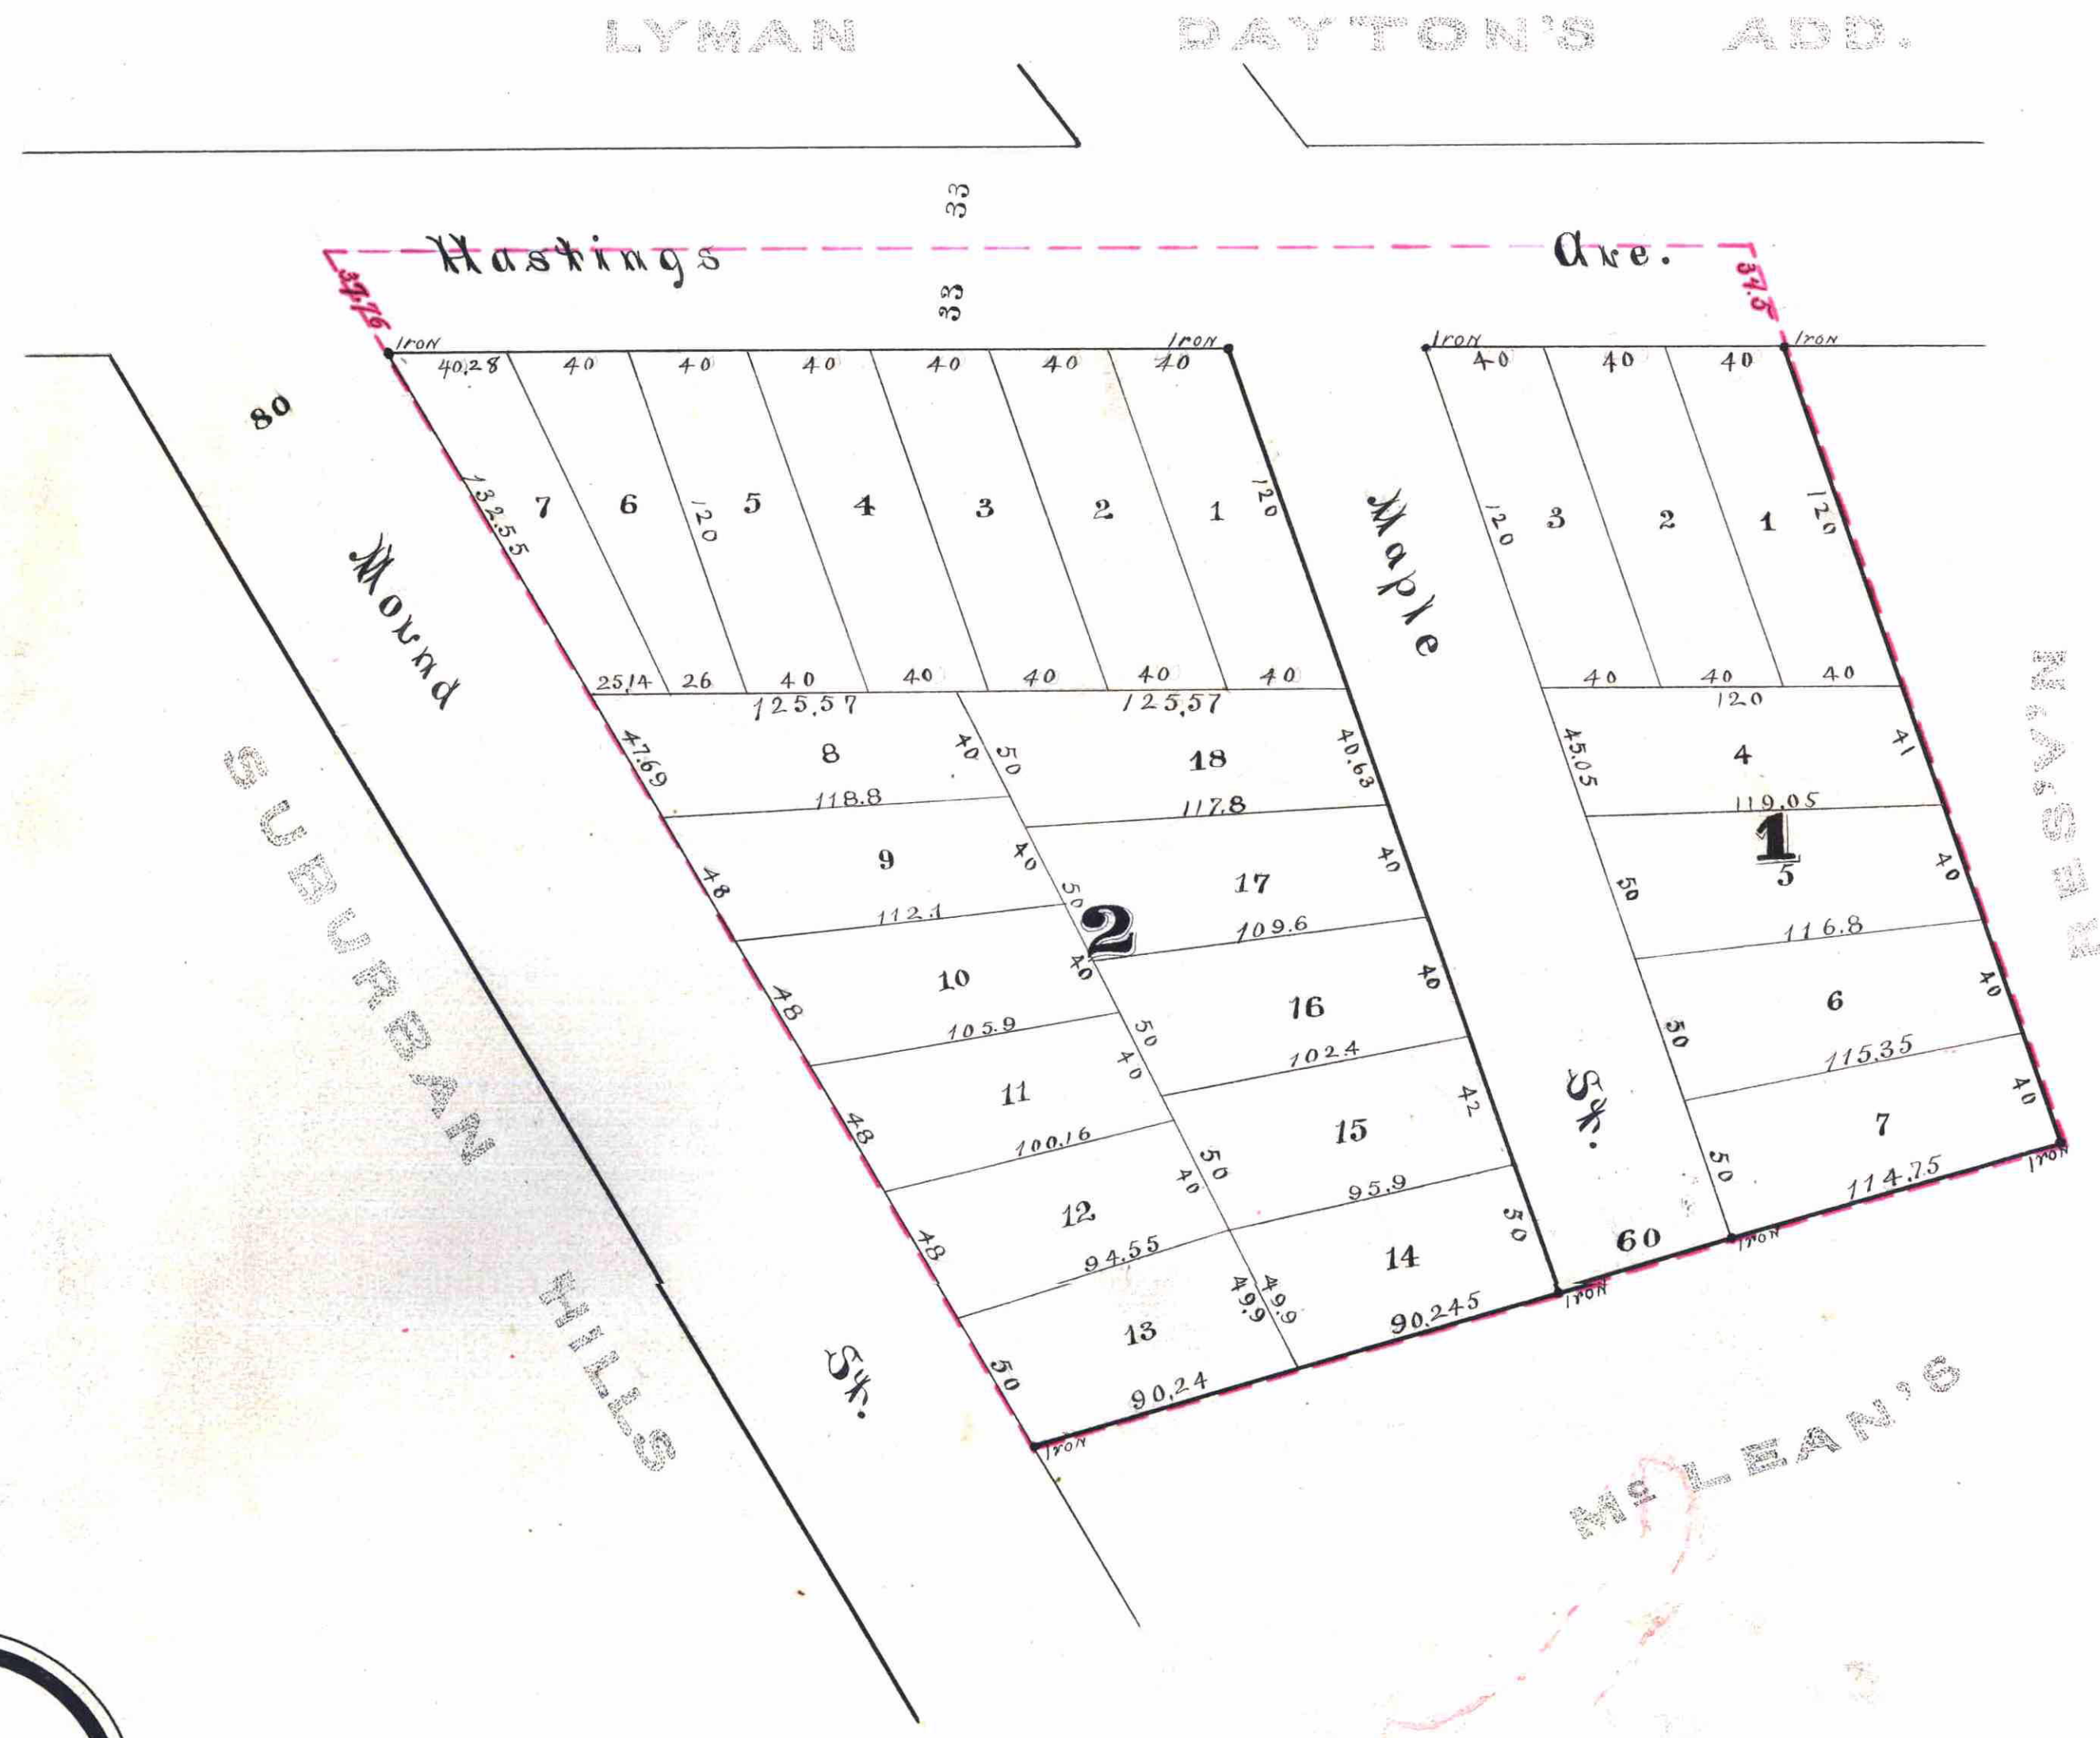 LYMAN DAYTON'S ADD.
33
Hastings Ave.
33
37.76
37.5
Iron Iron Iron Iron
40,28 40 40 40 40 40 40
40 40 40
80
132.55 7 6 120 5 4 3 2 1 120
120 3 2 1 120
Mound
Maple
25,14 26 40 40 40 40 40
125,57 125,57
40 40 40
120
47.69 8 40 50 18 40.63
45.05 4 41
118.8 117.8
119.05
48 9 40 17 40
1
50 5 40
112.1 50 109.6
116.8
2
48 10 40 16 40
50 6 40
105.9 50 102.4
115,35
48 11 40 15 42
50 7 40
100,16 50 95.9
114,75
48 12 40 14 50
94,55
60
49.9 49.9
50 13
90,24 90,245
St.
St.
Iron Iron Iron Iron
SUBURBAN HILLS
Mc LEAN'S
RES'V'N